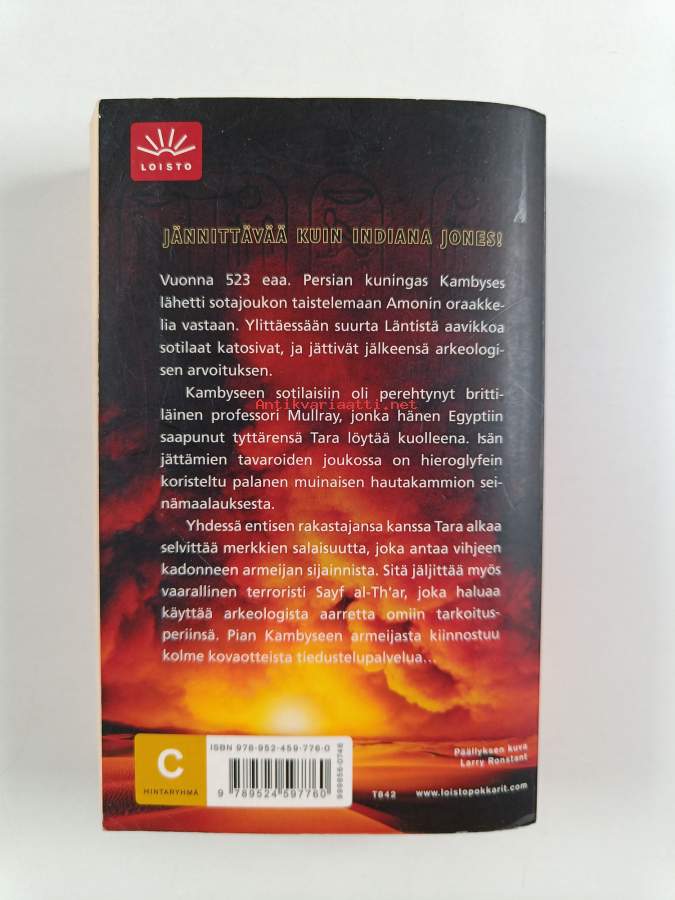 LOISTO
JÄNNITTÄVÄÄ KUIN INDIANA JONES!
Vuonna 523 eaa. Persian kuningas Kambyses
lähetti sotajoukon taistelemaan Amonin oraakke-
lia vastaan. Ylittäessään suurta Läntistä aavikkoa
sotilaat katosivat, ja jättivät jälkeensä arkeologi-
sen arvoituksen.
Kambyseen sotilaisiin oli perehtynyt britti-
Antikvariaatti.net
läinen professori Mullray, jonka hänen Egyptiin
saapunut tyttärensä Tara löytää kuolleena. Isän
jättämien tavaroiden joukossa on hieroglyfein
koristeltu palanen muinaisen hautakammion sei-
nämaalauksesta.
Yhdessä entisen rakastajansa kanssa Tara alkaa
selvittää merkkien salaisuutta, joka antaa vihjeen
kadonneen armeijan sijainnista. Sitä jäljittää myös
vaarallinen terroristi Sayf al-Th'ar, joka haluaa
käyttää arkeologista aarretta omiin tarkoitus-
periinsä. Pian Kambyseen armeijasta kiinnostuu
kolme kovaotteista tiedustelupalvelua...
C
HINTARYHMÄ
ISBN 978-952-459-776-0
9 789524 597760
Päällyksen kuva
Larry Ronstant
T842
www.loistopokkarit.com